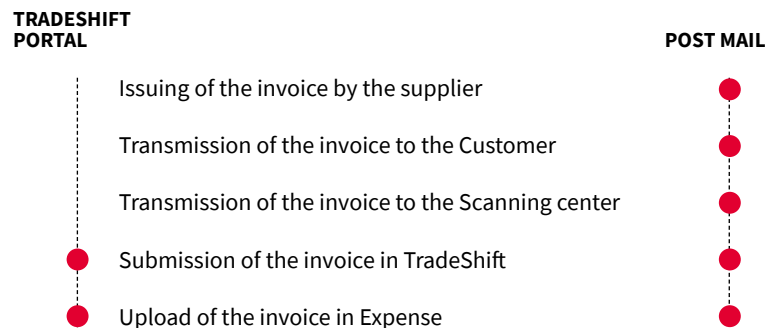 TRADESHIFT
PORTAL
POST MAIL
Issuing of the invoice by the supplier
Transmission of the invoice to the Customer
Transmission of the invoice to the Scanning center
Submission of the invoice in TradeShift
Upload of the invoice in Expense